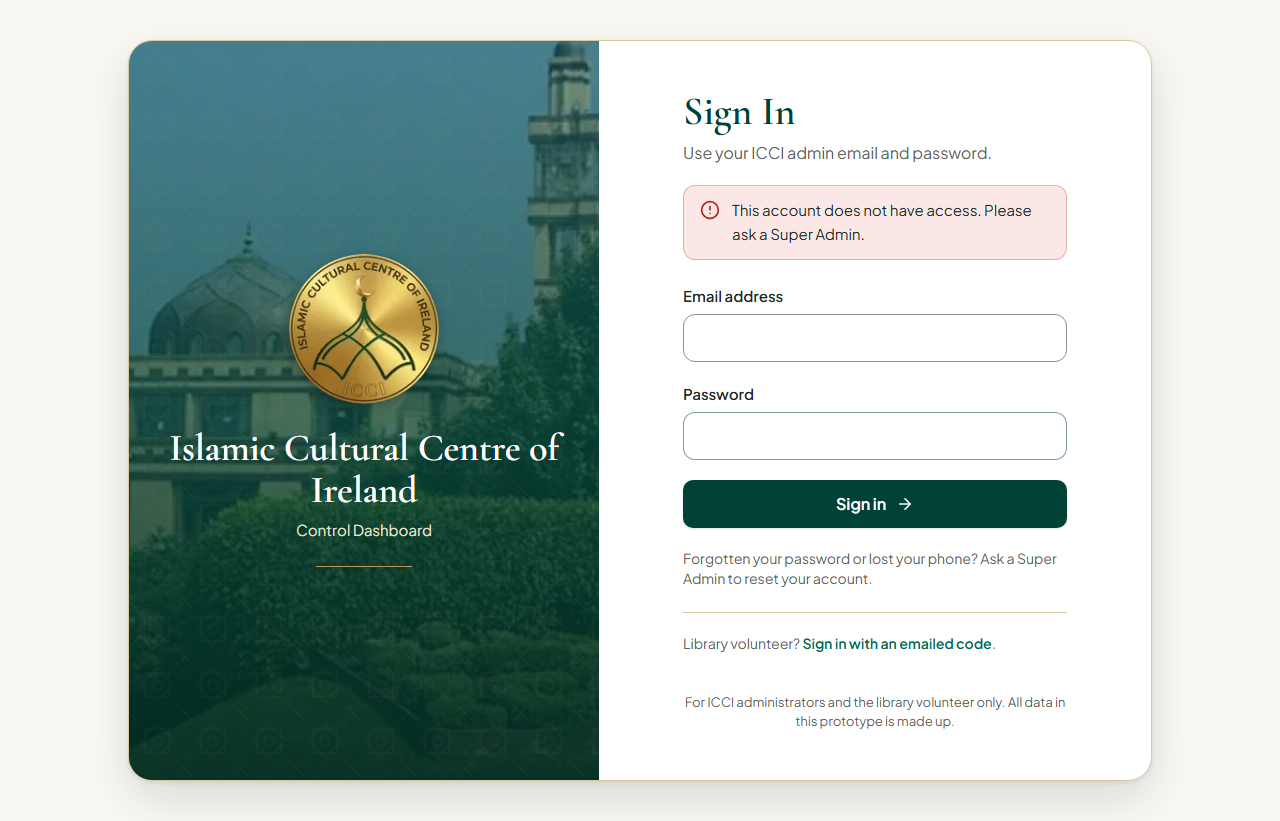 ISLAMIC CULTURAL CENTRE OF IRELAND
ICCI
Islamic Cultural Centre of
Ireland
Control Dashboard
Sign In
Use your ICCI admin email and password.
This account does not have access. Please
ask a Super Admin.
Email address
Password
Sign in
Forgotten your password or lost your phone? Ask a Super
Admin to reset your account.
Library volunteer? Sign in with an emailed code.
For ICCI administrators and the library volunteer only. All data in
this prototype is made up.